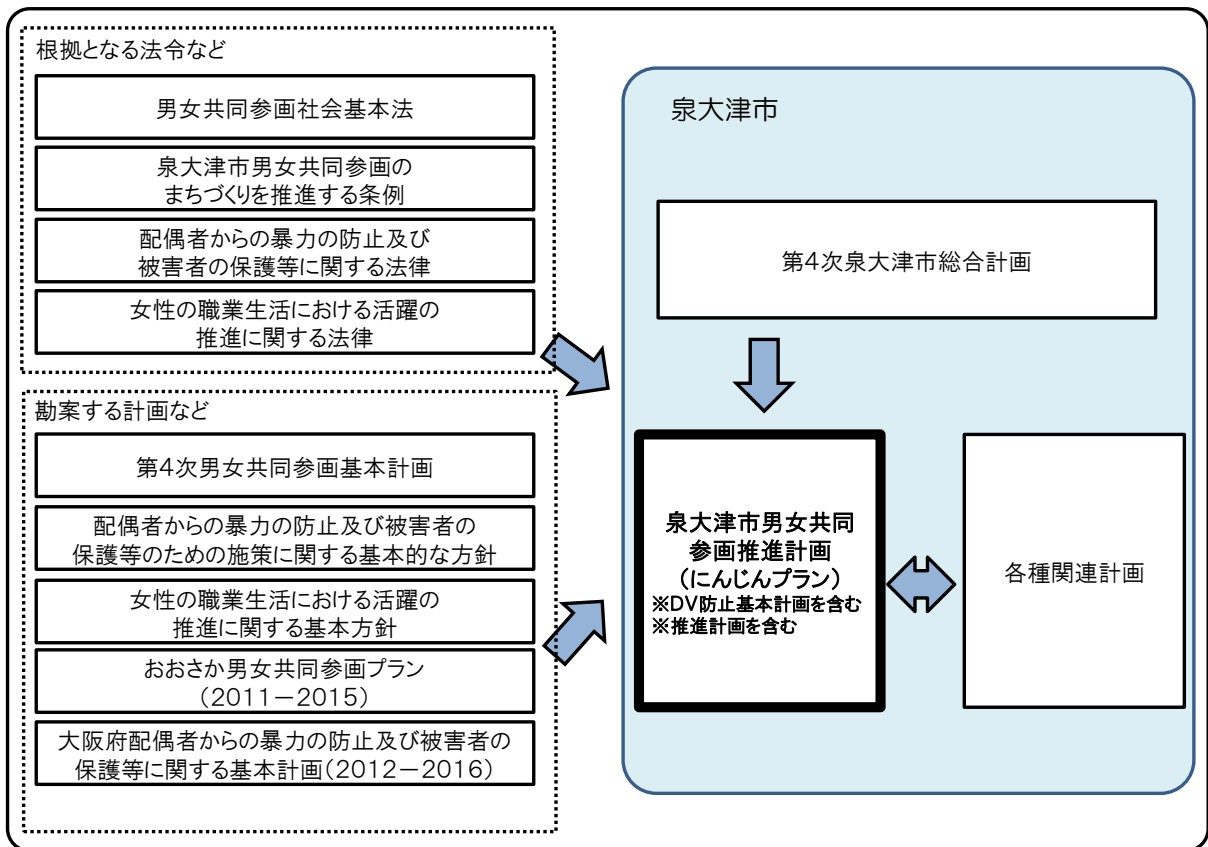 根拠となる法令など
男女共同参画社会基本法
泉大津市男女共同参画の
まちづくりを推進する条例
配偶者からの暴力の防止及び
被害者の保護等に関する法律
女性の職業生活における活躍の
推進に関する法律
勘案する計画など
第4次男女共同参画基本計画
配偶者からの暴力の防止及び被害者の
保護等のための施策に関する基本的な方針
女性の職業生活における活躍の
推進に関する基本方針
おおさか男女共同参画プラン
(2011-2015)
大阪府配偶者からの暴力の防止及び被害者の
保護等に関する基本計画(2012-2016)
泉大津市
第4次泉大津市総合計画
泉大津市男女共同
参画推進計画
(にんじんプラン)
※DV防止基本計画を含む
※推進計画を含む
各種関連計画